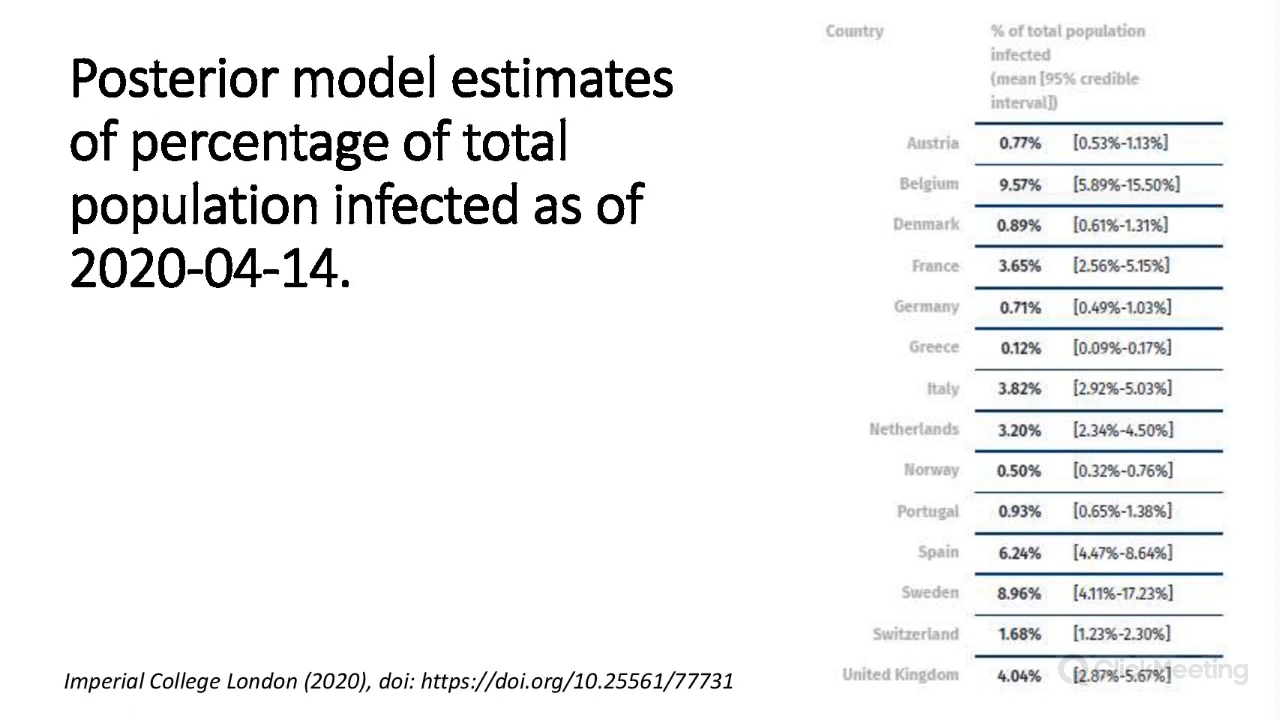 Posterior model estimates
of percentage of total
population infected as of
2020-04-14.
Country
% of total population
infected
(mean [95% credible
interval])
Austria 0.77% [0.53%-1.13%]
Belgium 9.57% [5.89%-15.50%]
Denmark 0.89% [0.61%-1.31%]
France 3.65% [2.56%-5.15%]
Germany 0.71% [0.49%-1.03%]
Greece 0.12% [0.09%-0.17%]
Italy 3.82% [2.92%-5.03%]
Netherlands 3.20% [2.34%-4.50%]
Norway 0.50% [0.32%-0.76%]
Portugal 0.93% [0.65%-1.38%]
Spain 6.24% [4.47%-8.64%]
Sweden 8.96% [4.11%-17.23%]
Switzerland 1.68% [1.23%-2.30%]
United Kingdom 4.04% [2.87%-5.67%]
ClickMeeting
Imperial College London (2020), doi: https://doi.org/10.25561/77731